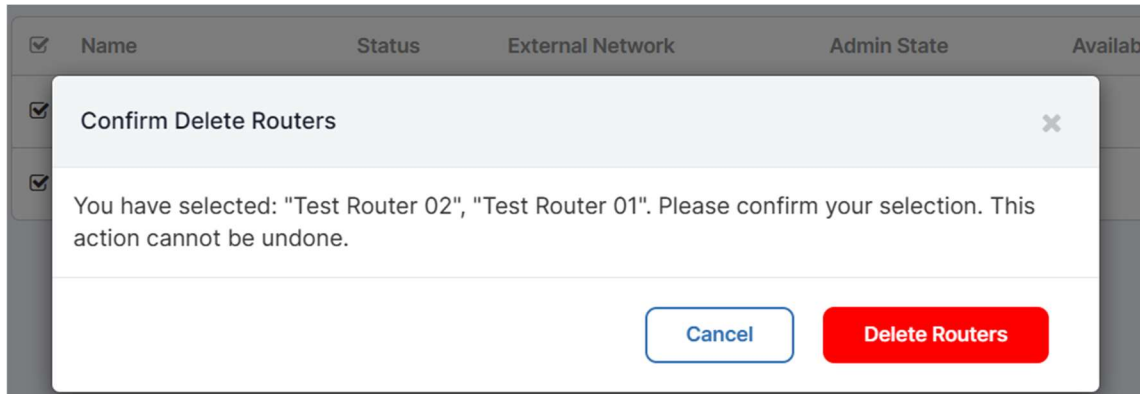 Name Status External Network Admin State Availab
Confirm Delete Routers
You have selected: "Test Router 02", "Test Router 01". Please confirm your selection. This
action cannot be undone.
Cancel Delete Routers